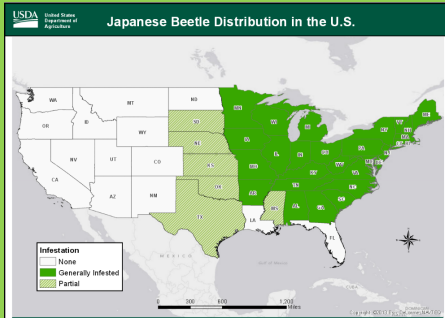 USDA
United States
Department of
Agriculture
Japanese Beetle Distribution in the U.S.
WA
MT
ND
MN
ME
OR
ID
SD
WI
MI
VT
NH
NY
MA
WY
NE
IA
PA
NV
UT
CO
KS
MO
IL
IN
OH
WV
VA
KY
CA
AZ
NM
OK
AR
TN
NC
SC
TX
MS
AL
GA
LA
FL
MEXICO
Infestation
None
Generally Infested
Partial
0 300 600 1,200
Miles